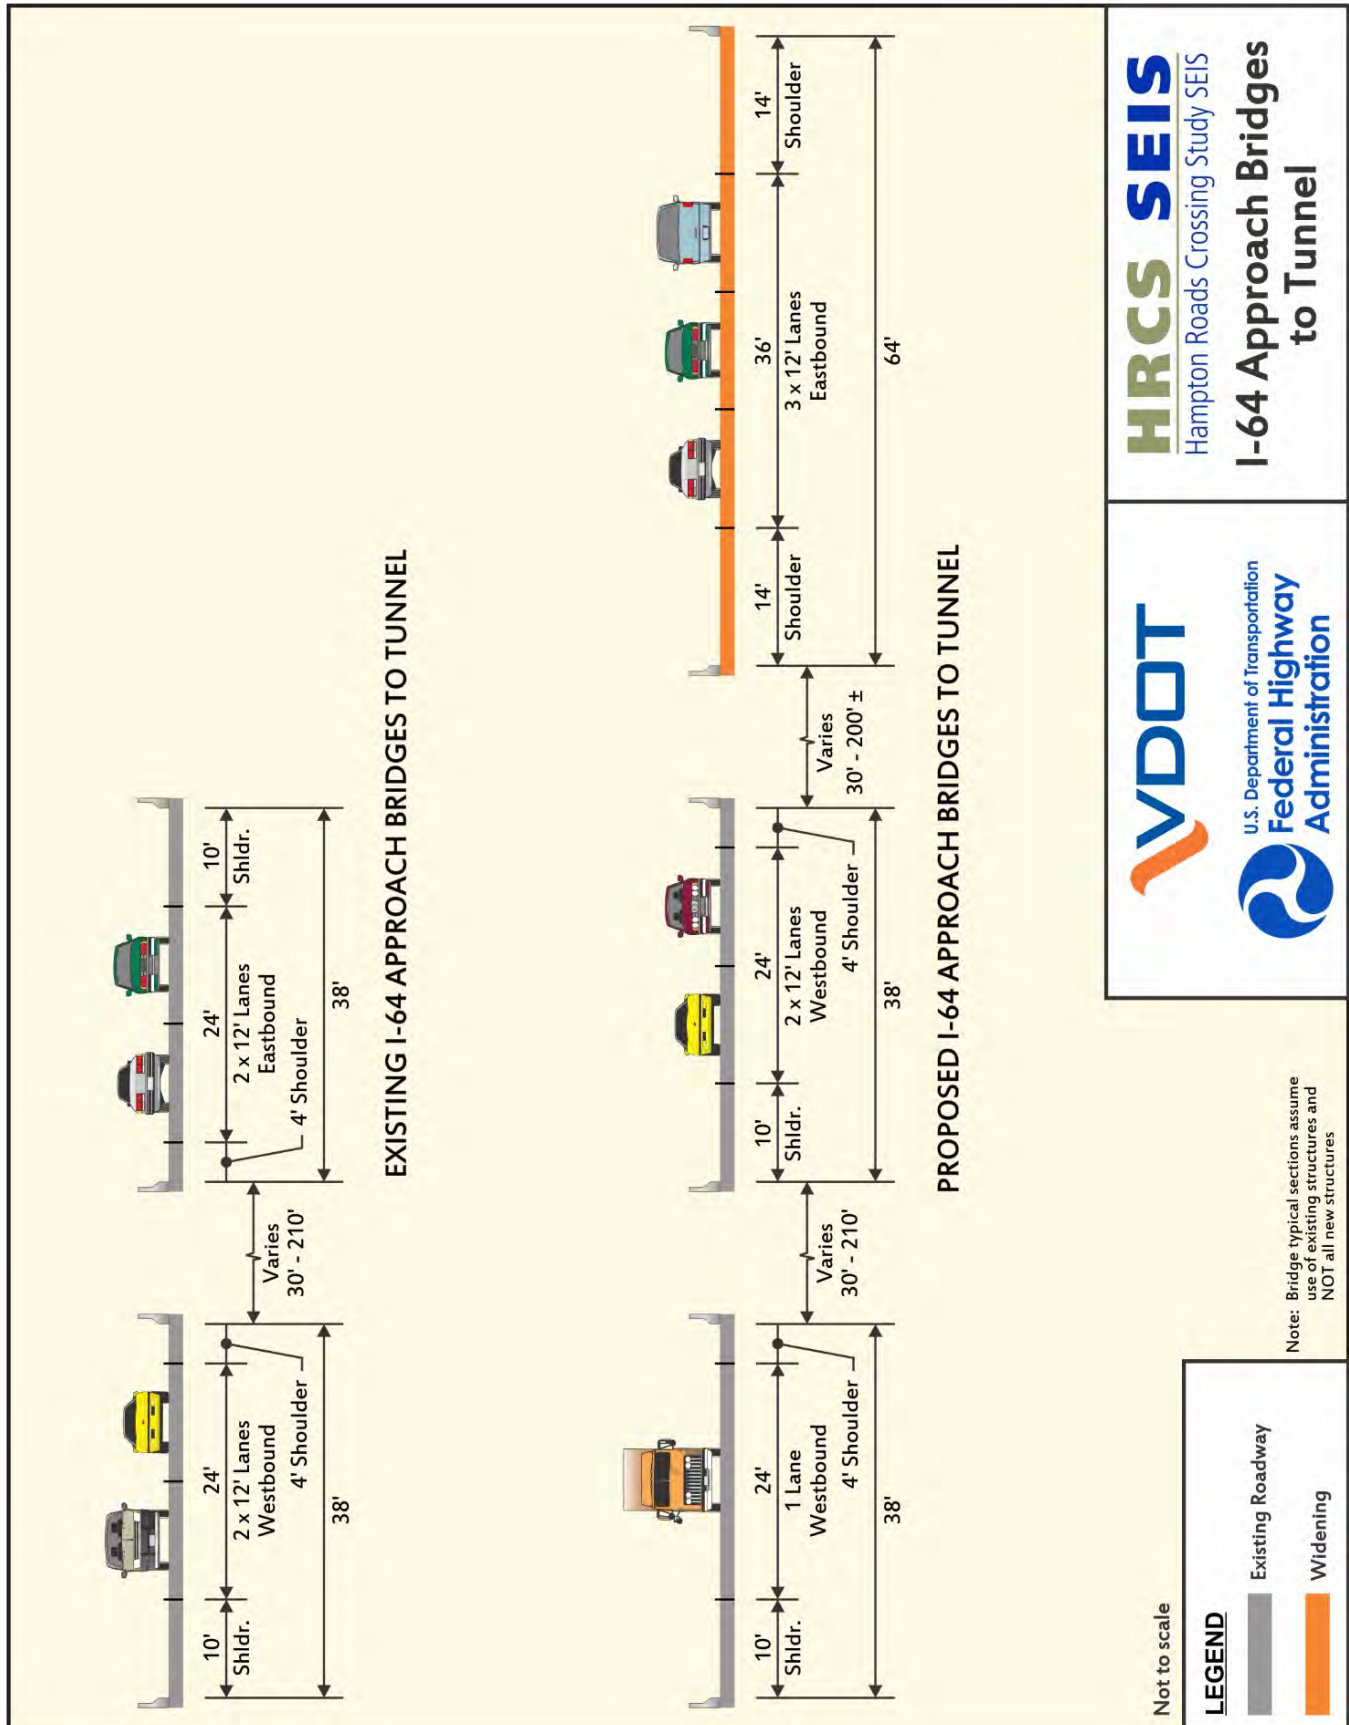 10'
Shldr.
24'
2 x 12' Lanes
Westbound
4' Shoulder
38'
Varies
30' - 210'
4' Shoulder
24'
2 x 12' Lanes
Eastbound
10'
Shldr.
38'
EXISTING I-64 APPROACH BRIDGES TO TUNNEL
10'
Shldr.
24'
1 Lane
Westbound
4' Shoulder
38'
Varies
30' - 210'
10'
Shldr.
24'
2 x 12' Lanes
Westbound
4' Shoulder
38'
Varies
30' - 200' ±
14'
Shoulder
36'
3 x 12' Lanes
Eastbound
14'
Shoulder
64'
PROPOSED I-64 APPROACH BRIDGES TO TUNNEL
Not to scale
LEGEND
Existing Roadway
Widening
Note: Bridge typical sections assume
use of existing structures and
NOT all new structures
VDOT
U.S. Department of Transportation
Federal Highway
Administration
HRCS SEIS
Hampton Roads Crossing Study SEIS
I-64 Approach Bridges
to Tunnel